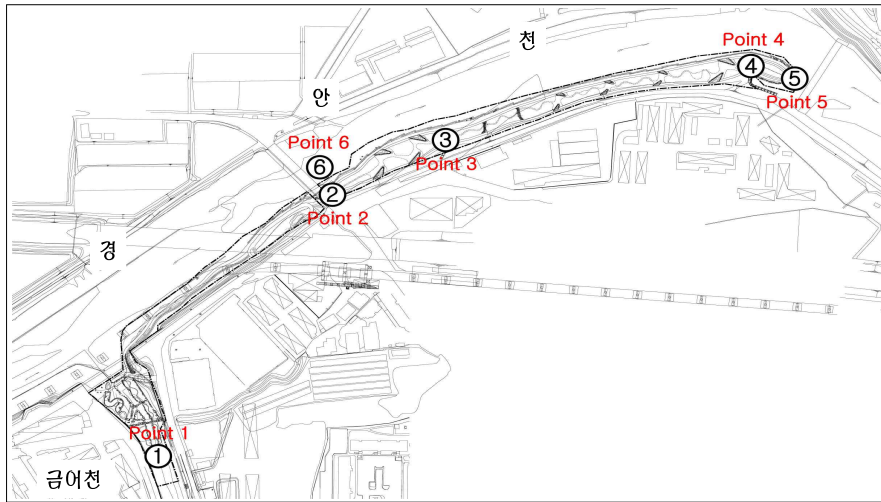 천
Point 4
④
⑤
Point 5
안
Point 6
⑥
③
Point 3
②
Point 2
경
Point 1
①
금어천